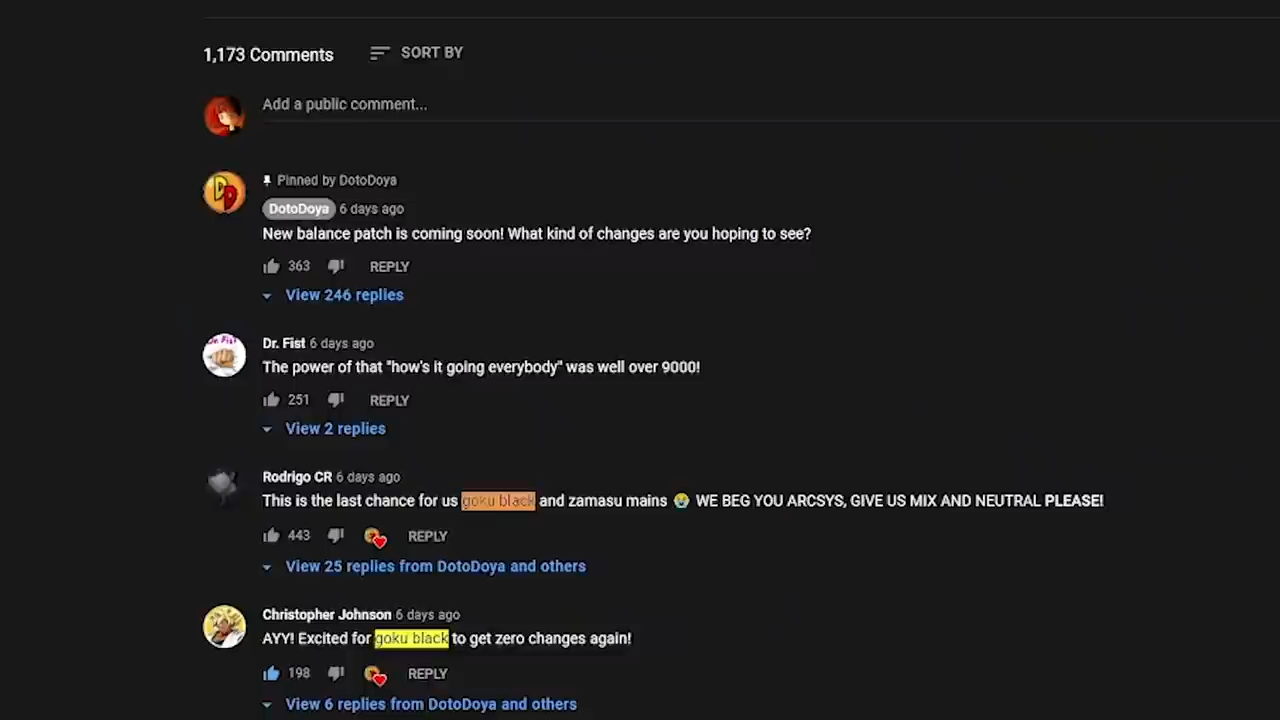 1,173 Comments SORT BY
Add a public comment...
Pinned by DotoDoya
DotoDoya 6 days ago
New balance patch is coming soon! What kind of changes are you hoping to see?
363 REPLY
View 246 replies
Dr. Fist 6 days ago
The power of that "how's it going everybody" was well over 9000!
251 REPLY
View 2 replies
Rodrigo CR 6 days ago
This is the last chance for us goku black and zamasu mains 😭 WE BEG YOU ARCSYS, GIVE US MIX AND NEUTRAL PLEASE!
443 REPLY
View 25 replies from DotoDoya and others
Christopher Johnson 6 days ago
AYY! Excited for goku black to get zero changes again!
198 REPLY
View 6 replies from DotoDoya and others